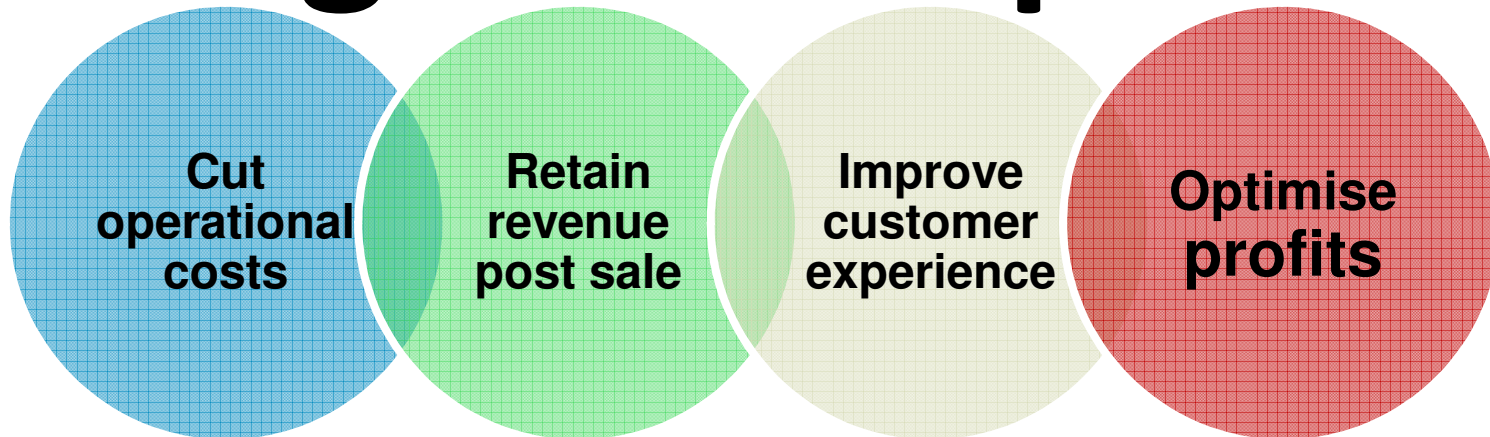 Cut
operational
costs
Retain
revenue
post sale
Improve
customer
experience
Optimise
profits